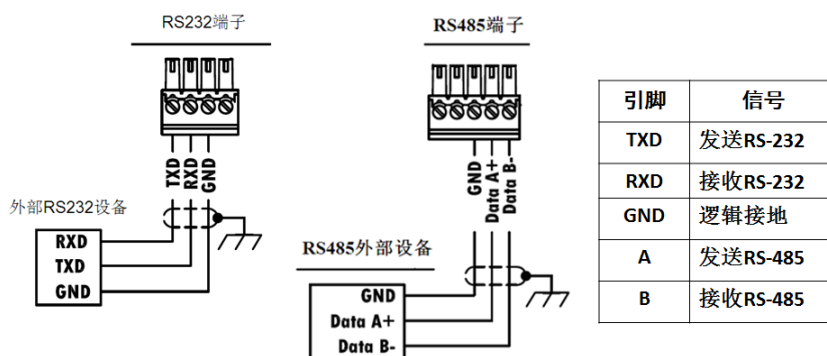 RS232端子
TXD
RXD
GND
外部RS232设备
RXD
TXD
GND
RS485端子
GND
Data A+
Data B-
RS485外部设备
GND
Data A+
Data B-
引脚 信号
TXD 发送RS-232
RXD 接收RS-232
GND 逻辑接地
A 发送RS-485
B 接收RS-485